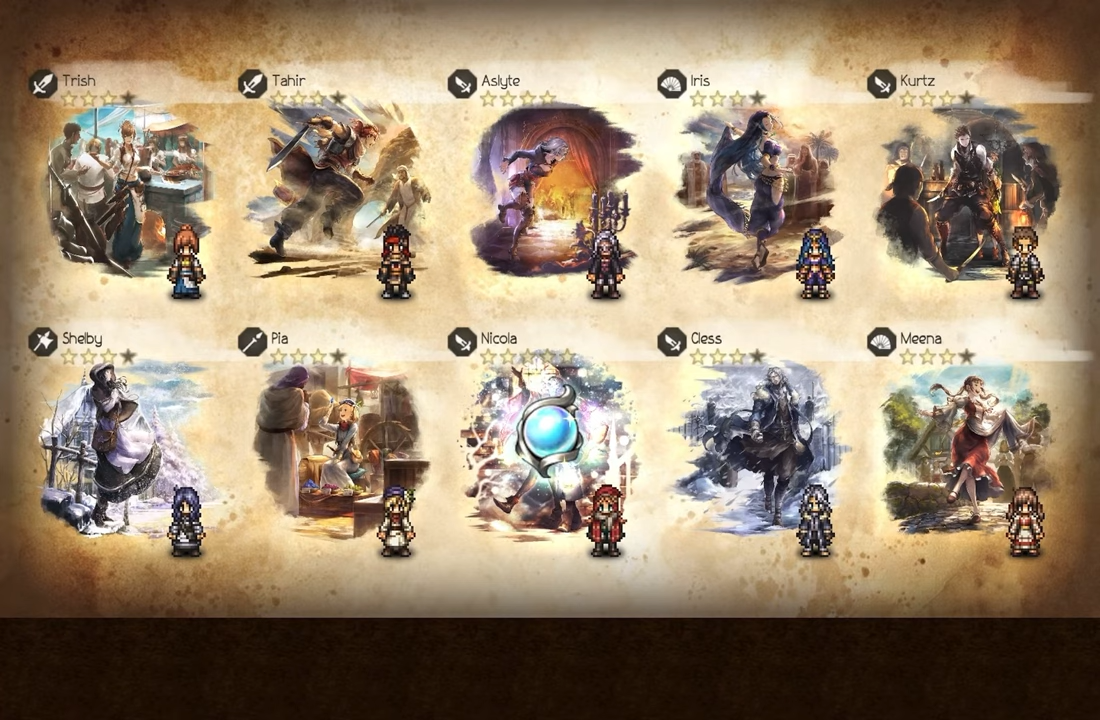 Trish
Tahir
Aslyte
Iris
Kurtz
Shelby
Pia
Nicola
Cless
Meena